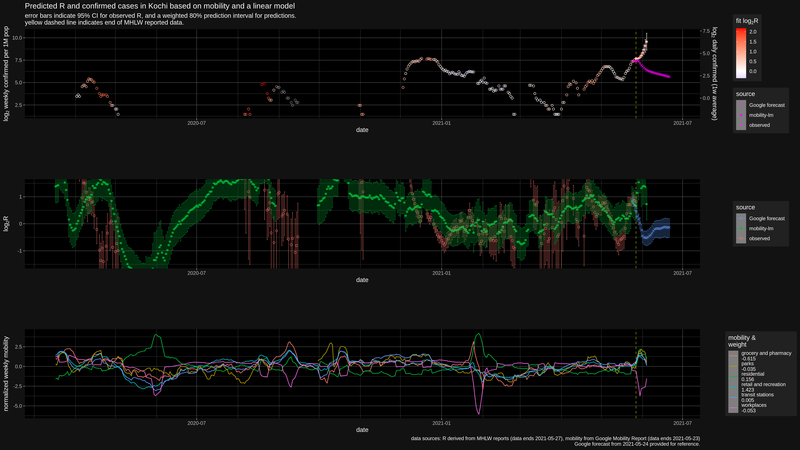 Predicted R and confirmed cases in Kochi based on mobility and a linear model
error bars indicate 95% CI for observed R, and a weighted 80% prediction interval for predictions.
yellow dashed line indicates end of MHLW reported data.
log₂ weekly confirmed per 1M pop
10.0
7.5
5.0
2.5
7.5
5.0
2.5
0.0
log₂ daily confirmed (1w average)
2020-07
2021-01
2021-07
date
fit log₂R
2.0
1.5
1.0
0.5
0.0
source
Google forecast
mobility-lm
observed
log₂R
1
0
-1
2020-07
2021-01
2021-07
date
source
Google forecast
mobility-lm
observed
normalized weekly mobility
2.5
0.0
-2.5
-5.0
2020-07
2021-01
2021-07
date
mobility &
weight
grocery and pharmacy
-0.615
parks
-0.035
residential
0.156
retail and recreation
1.423
transit stations
0.005
workplaces
-0.053
data sources: R derived from MHLW reports (data ends 2021-05-27), mobility from Google Mobility Report (data ends 2021-05-23)
Google forecast from 2021-05-24 provided for reference.